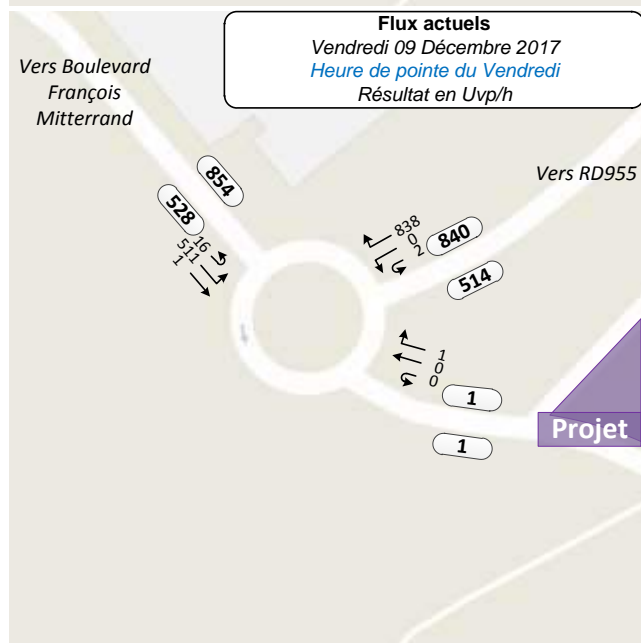 Flux actuels
Vendredi 09 Décembre 2017
Heure de pointe du Vendredi
Résultat en Uvp/h
Vers Boulevard
François
Mitterrand
Vers RD955
854
528
16
511
1
838
0
2
840
514
1
0
0
1
1
Projet